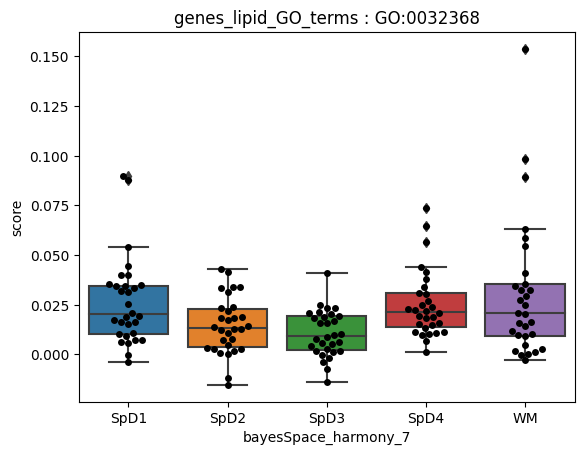 genes_lipid_GO_terms : GO:0032368
0.150
0.125
0.100
0.075
0.050
0.025
0.000
score
SpD1 SpD2 SpD3 SpD4 WM
bayesSpace_harmony_7